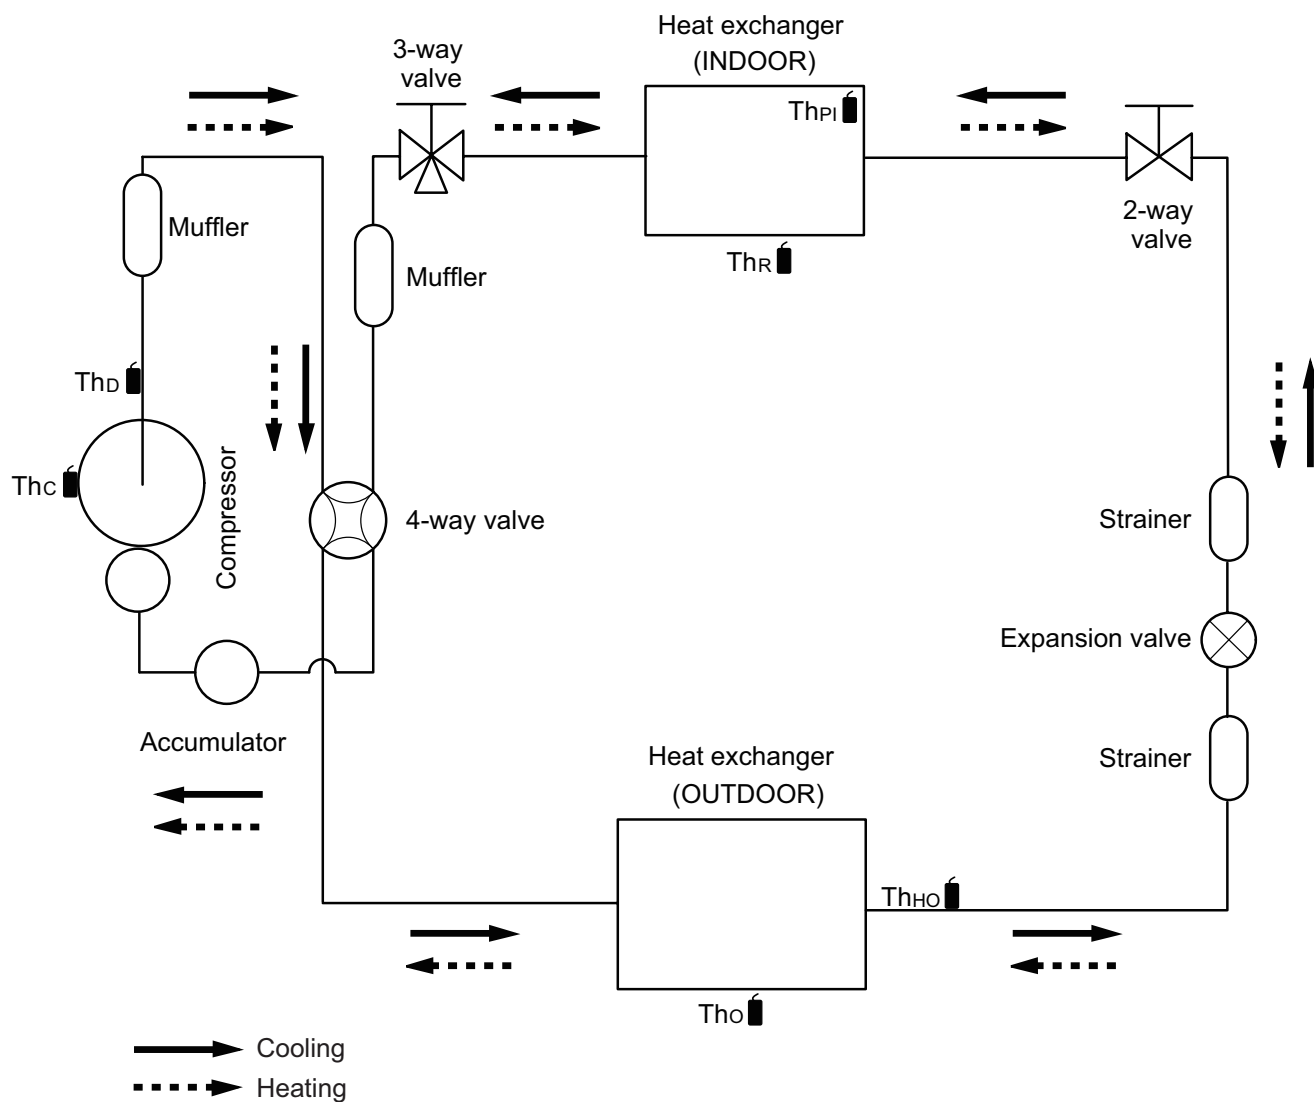 Heat exchanger
(INDOOR)
3-way
valve
ThPI
Muffler
2-way
valve
ThR
Muffler
ThD
Compressor
ThC
4-way valve
Strainer
Expansion valve
Accumulator
Heat exchanger
(OUTDOOR)
Strainer
ThHO
ThO
Cooling
Heating